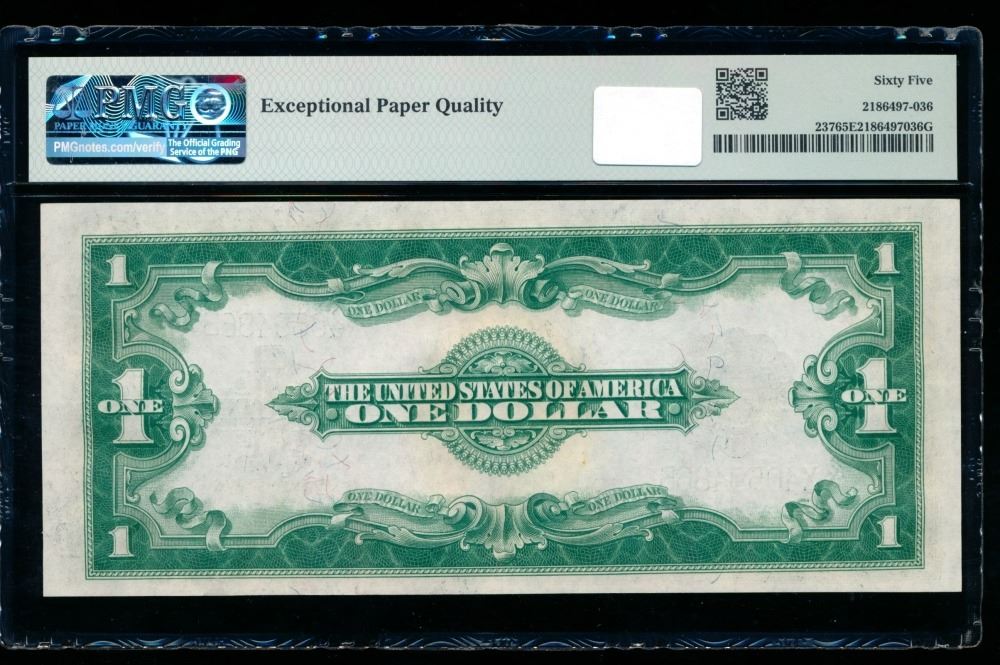 PMG
PAPER MONEY GUARANTY
PMGnotes.com/verify
The Official Grading
Service of the PNG
Exceptional Paper Quality
Sixty Five
2186497-036
23765E2186497036G
1
1
ONE DOLLAR
ONE DOLLAR
THE UNITED STATES OF AMERICA
ONE DOLLAR
1
ONE
1
ONE
ONE DOLLAR
ONE DOLLAR
1
1